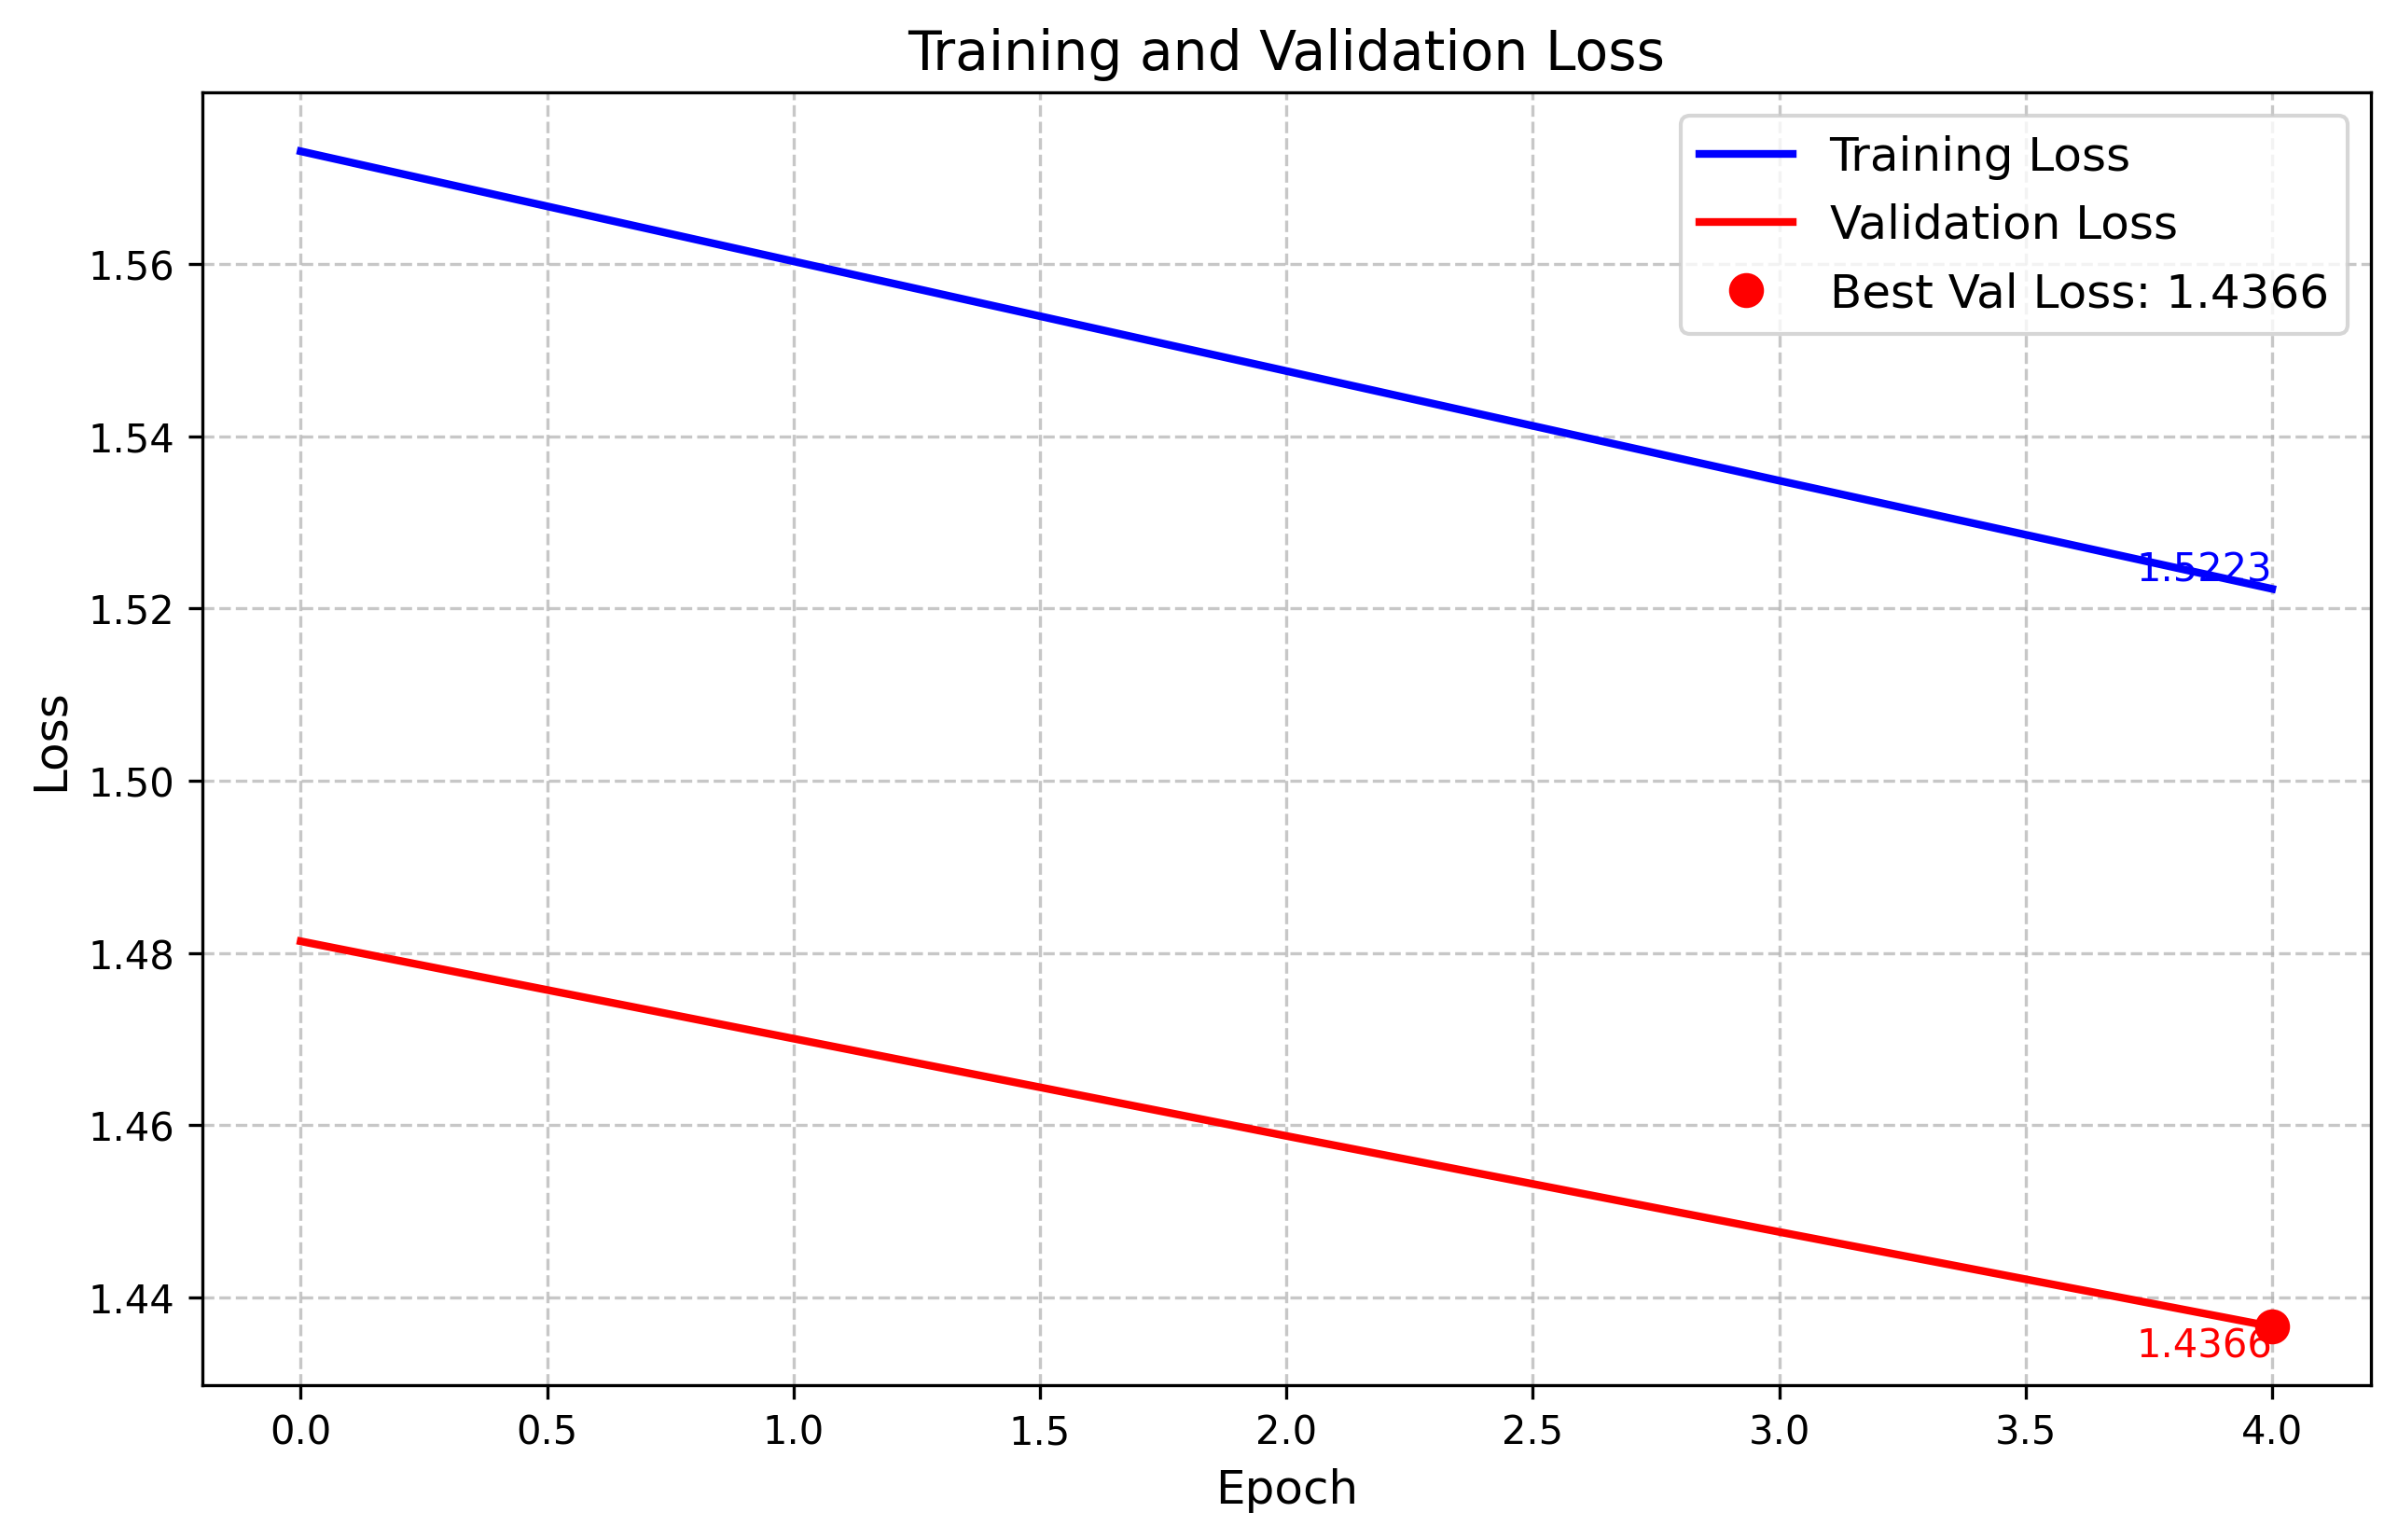 Training and Validation Loss
Training Loss
Validation Loss
Best Val Loss: 1.4366
1.56
1.54
1.52
1.50
1.48
1.46
1.44
Loss
1.5223
1.4366
0.0 0.5 1.0 1.5 2.0 2.5 3.0 3.5 4.0
Epoch